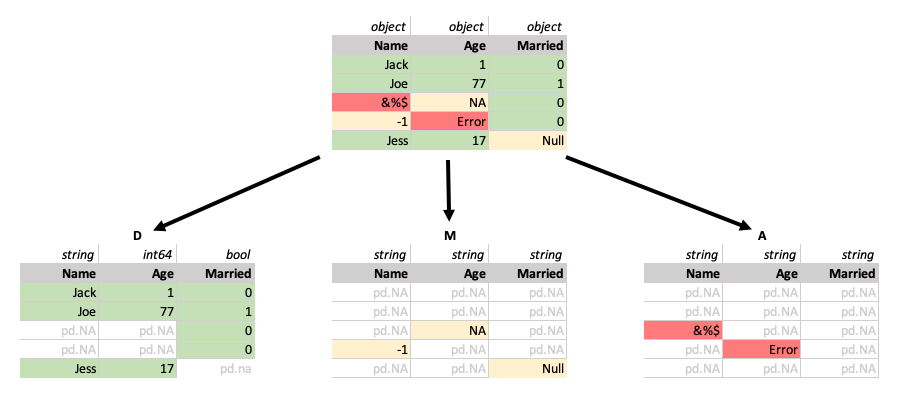 object object object
Name Age Married
Jack 1 0
Joe 77 1
&%$ NA 0
-1 Error 0
Jess 17 Null
D M A
string int64 bool string string string string string string
Name Age Married Name Age Married Name Age Married
Jack 1 0 pd.NA pd.NA pd.NA pd.NA pd.NA pd.NA
Joe 77 1 pd.NA pd.NA pd.NA pd.NA pd.NA pd.NA
pd.NA pd.NA 0 pd.NA NA pd.NA &%$ pd.NA pd.NA
pd.NA pd.NA 0 -1 pd.NA pd.NA pd.NA Error pd.NA
Jess 17 pd.na pd.NA pd.NA Null pd.NA pd.NA pd.NA